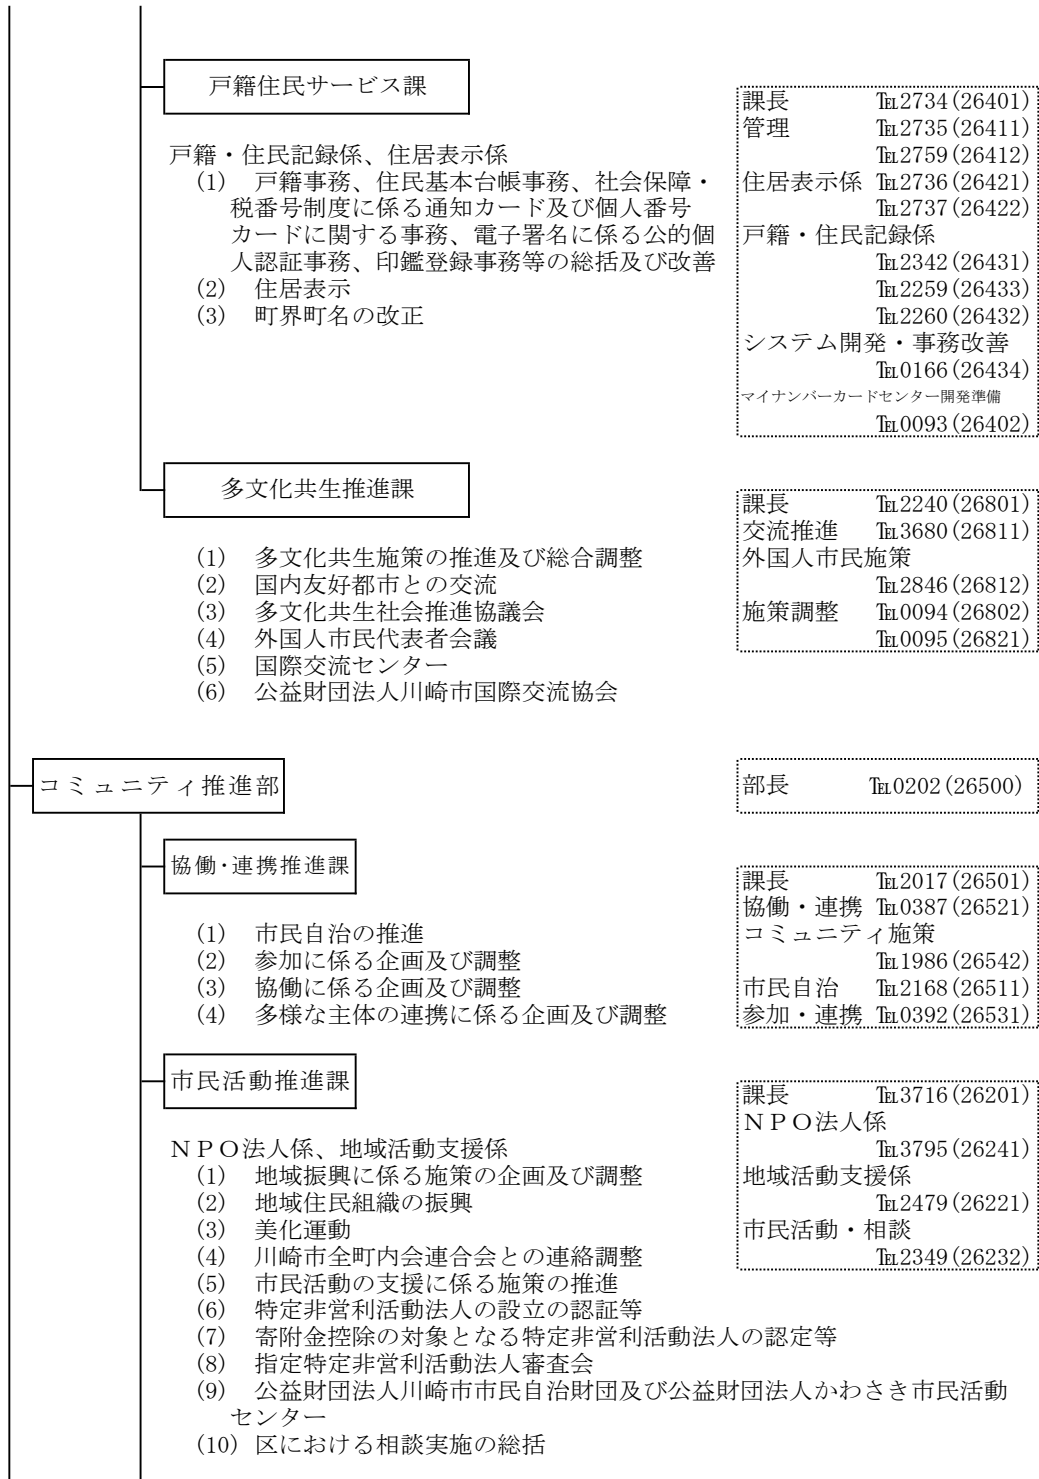 戸籍住民サービス課
課長 ℡2734(26401)
管理 ℡2735(26411)
℡2759(26412)
住居表示係 ℡2736(26421)
℡2737(26422)
戸籍・住民記録係
℡2342(26431)
℡2259(26433)
℡2260(26432)
システム開発・事務改善
℡0166(26434)
マイナンバーカードセンター開発準備
℡0093(26402)
戸籍・住民記録係、住居表示係
(1) 戸籍事務、住民基本台帳事務、社会保障・
税番号制度に係る通知カード及び個人番号
カードに関する事務、電子署名に係る公的個
人認証事務、印鑑登録事務等の総括及び改善
(2) 住居表示
(3) 町界町名の改正
多文化共生推進課
課長 ℡2240(26801)
交流推進 ℡3680(26811)
外国人市民施策
℡2846(26812)
施策調整 ℡0094(26802)
℡0095(26821)
(1) 多文化共生施策の推進及び総合調整
(2) 国内友好都市との交流
(3) 多文化共生社会推進協議会
(4) 外国人市民代表者会議
(5) 国際交流センター
(6) 公益財団法人川崎市国際交流協会
コミュニティ推進部
部長 ℡0202(26500)
協働・連携推進課
課長 ℡2017(26501)
協働・連携 ℡0387(26521)
コミュニティ施策
℡1986(26542)
市民自治 ℡2168(26511)
参加・連携 ℡0392(26531)
(1) 市民自治の推進
(2) 参加に係る企画及び調整
(3) 協働に係る企画及び調整
(4) 多様な主体の連携に係る企画及び調整
市民活動推進課
課長 ℡3716(26201)
ＮＰＯ法人係
℡3795(26241)
地域活動支援係
℡2479(26221)
市民活動・相談
℡2349(26232)
ＮＰＯ法人係、地域活動支援係
(1) 地域振興に係る施策の企画及び調整
(2) 地域住民組織の振興
(3) 美化運動
(4) 川崎市全町内会連合会との連絡調整
(5) 市民活動の支援に係る施策の推進
(6) 特定非営利活動法人の設立の認証等
(7) 寄附金控除の対象となる特定非営利活動法人の認定等
(8) 指定特定非営利活動法人審査会
(9) 公益財団法人川崎市市民自治財団及び公益財団法人かわさき市民活動
センター
(10) 区における相談実施の総括